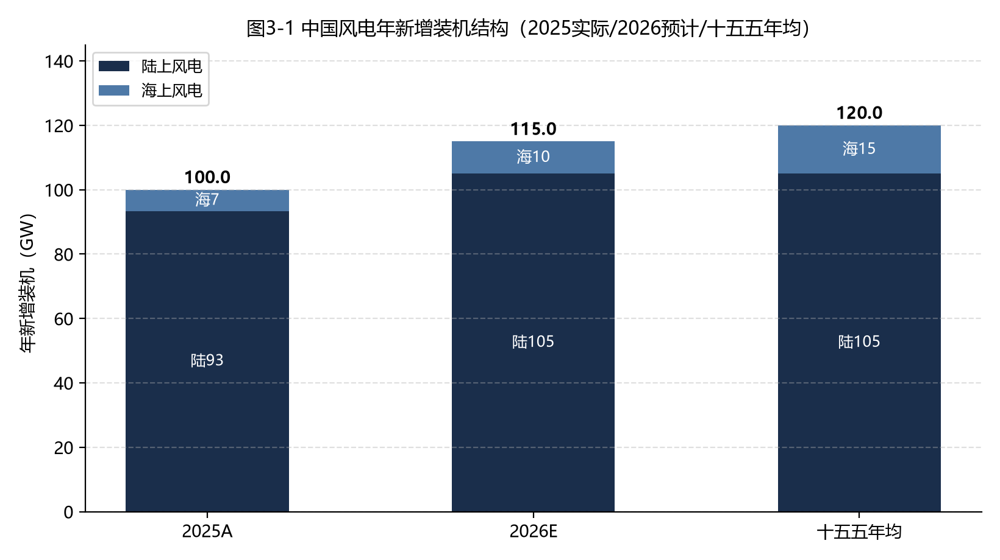 图3-1 中国风电年新增装机结构（2025实际/2026预计/十五五年均）
陆上风电
海上风电
年新增装机（GW）
140
120
100
80
60
40
20
0
100.0
海7
陆93
115.0
海10
陆105
120.0
海15
陆105
2025A
2026E
十五五年均